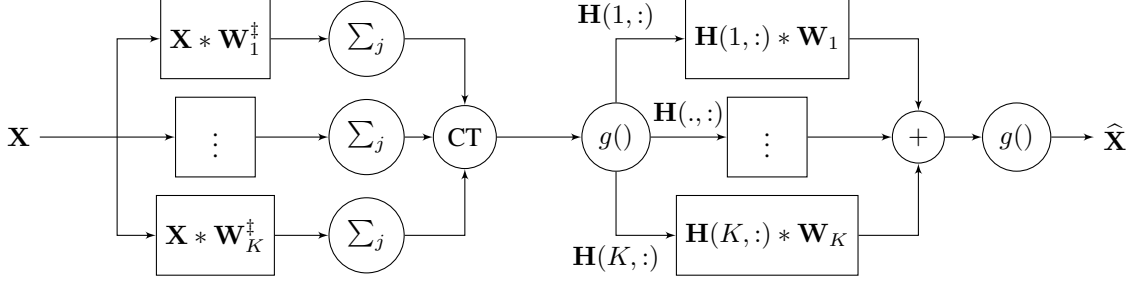 H(1,:)
X ∗ W₁‡ ∑ⱼ H(1,:) ∗ W₁
X ⋮ ∑ⱼ CT g() H(.,:) ⋮ + g() X̂
X ∗ W_K‡ ∑ⱼ H(K,:) H(K,:) ∗ W_K